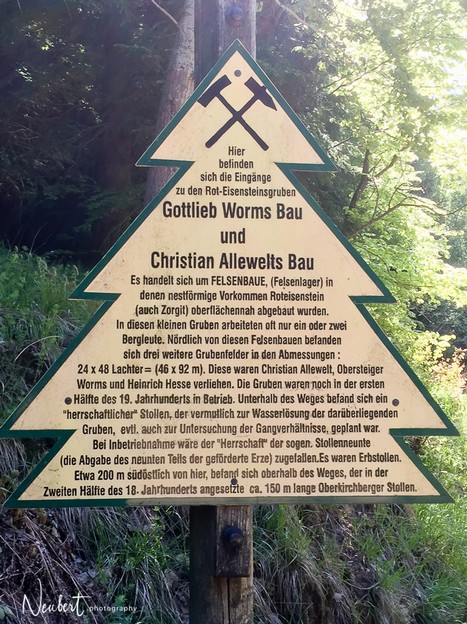 Hier
befinden
sich die Eingänge
zu den Rot-Eisensteinsgruben
Gottlieb Worms Bau
und
Christian Allewelts Bau
Es handelt sich um FELSENBAUE, (Felsenlager) in
denen nestförmige Vorkommen Roteisenstein
(auch Zorgit) oberflächennah abgebaut wurden.
In diesen kleinen Gruben arbeiteten oft nur ein oder zwei
Bergleute. Nördlich von diesen Felsenbauen befanden
sich drei weitere Grubenfelder in den Abmessungen :
24 x 48 Lachter= (46 x 92 m). Diese waren Christian Allewelt, Obersteiger
Worms und Heinrich Hesse verliehen. Die Gruben waren noch in der ersten
Hälfte des 19. Jahrhunderts in Betrieb. Unterhalb des Weges befand sich ein
"herrschaftlicher" Stollen, der vermutlich zur Wasserlösung der darüberliegenden
Gruben, evtl. auch zur Untersuchung der Gangverhältnisse, geplant war.
Bei Inbetriebnahme wäre der "Herrschaft" der sogen. Stollenneunte
(die Abgabe des neunten Teils der geförderte Erze) zugefallen.Es waren Erbstollen.
Etwa 200 m südöstlich von hier, befand sich oberhalb des Weges, der in der
Zweiten Hälfte des 18. Jahrhunderts angesetzte ca. 150 m lange Oberkirchberger Stollen.
Neubert photography